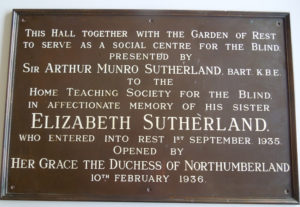 THIS HALL TOGETHER WITH THE GARDEN OF REST
TO SERVE AS A SOCIAL CENTRE FOR THE BLIND,
PRESENTED BY
SIR ARTHUR MUNRO SUTHERLAND, BART. K.B.E.
TO THE
HOME TEACHING SOCIETY FOR THE BLIND,
IN AFFECTIONATE MEMORY OF HIS SISTER
ELIZABETH SUTHERLAND,
WHO ENTERED INTO REST 1ST SEPTEMBER, 1935.
OPENED BY
HER GRACE THE DUCHESS OF NORTHUMBERLAND
10TH FEBRUARY 1936.